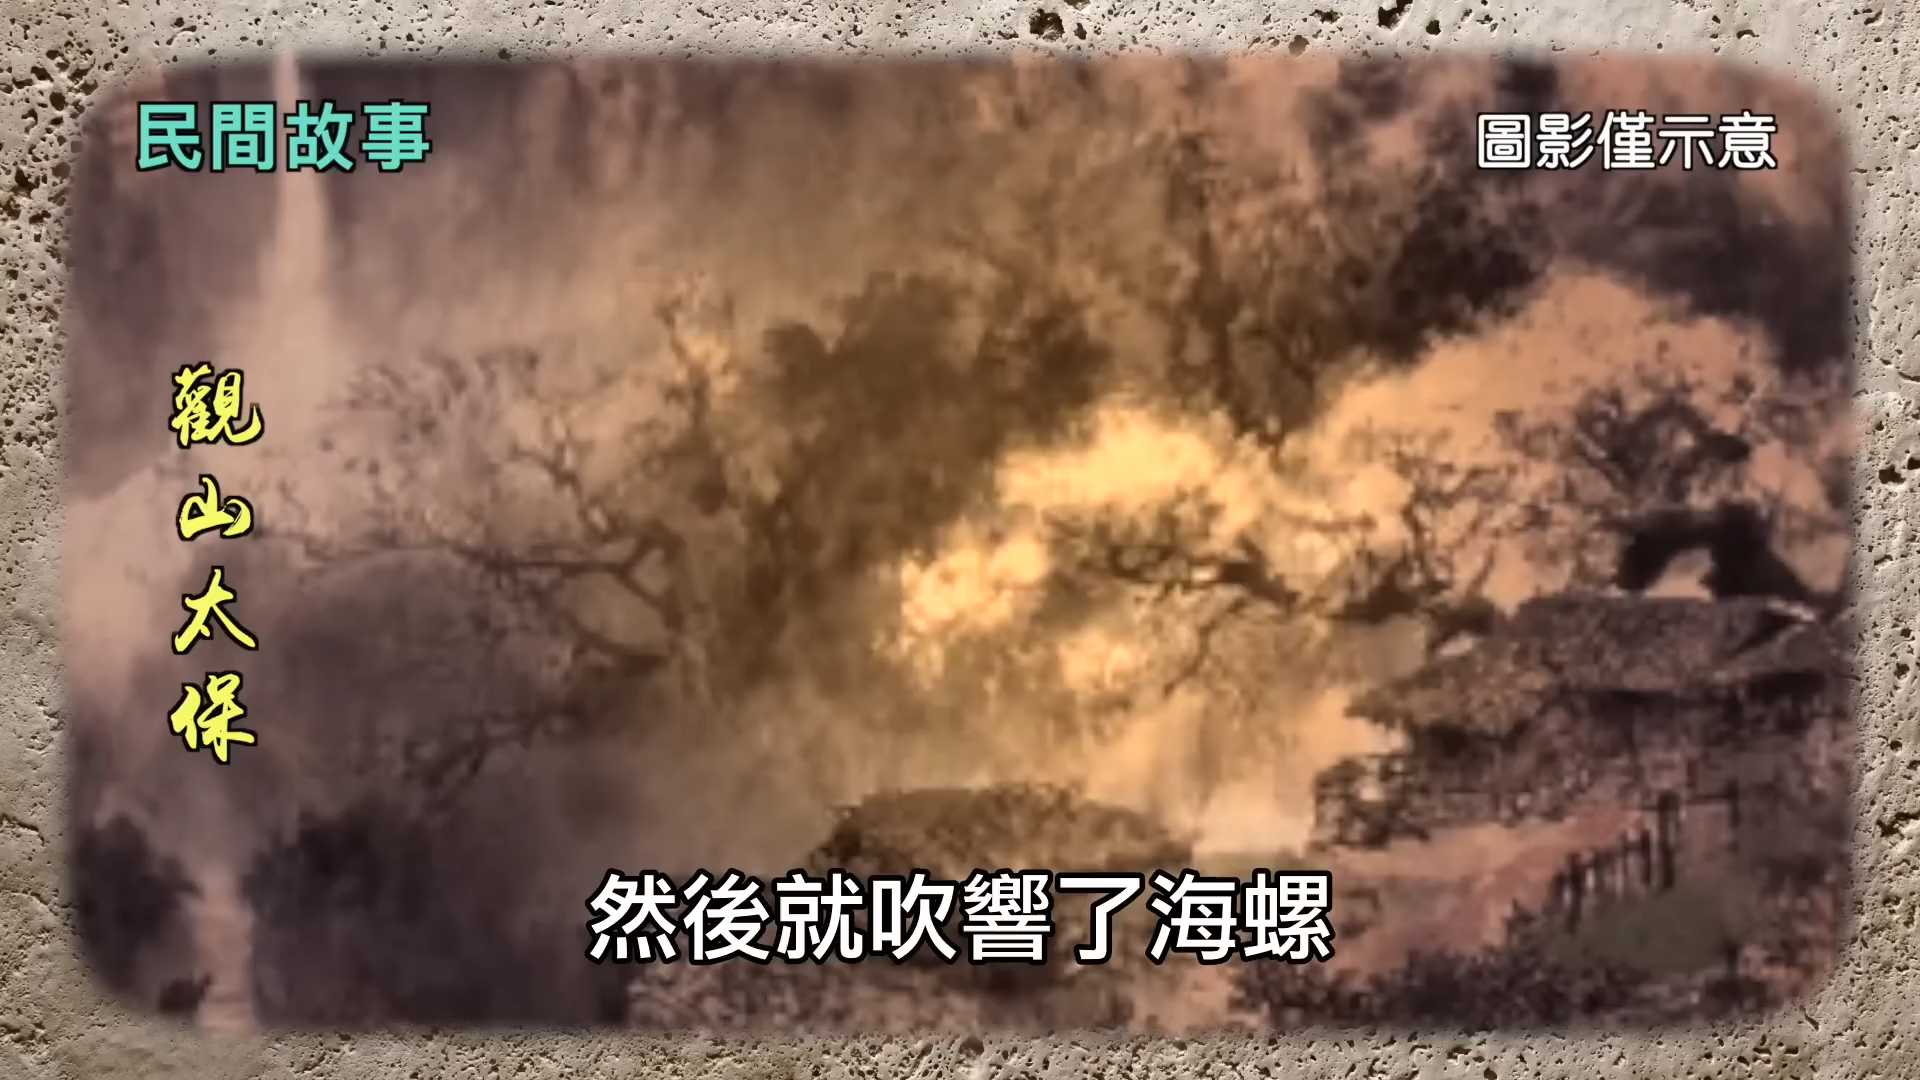 民間故事
圖影僅示意
觀山太保
然後就吹響了海螺